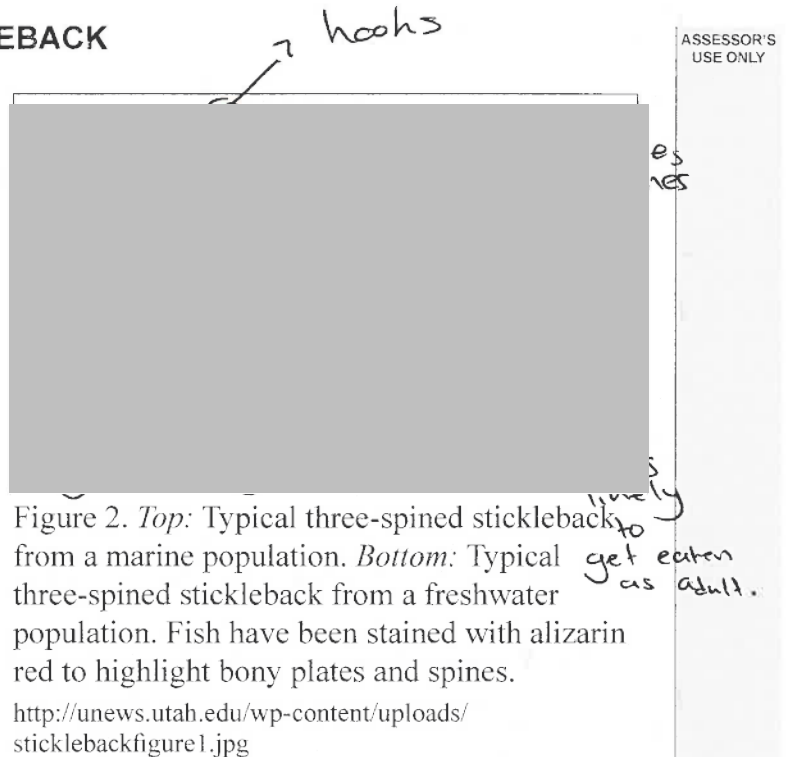 EBACK
hooks
ASSESSOR'S
USE ONLY
es
nes
to
get eaten
as adult.
Figure 2. Top: Typical three-spined stickleback
from a marine population. Bottom: Typical
three-spined stickleback from a freshwater
population. Fish have been stained with alizarin
red to highlight bony plates and spines.
http://unews.utah.edu/wp-content/uploads/
sticklebackfigure1.jpg